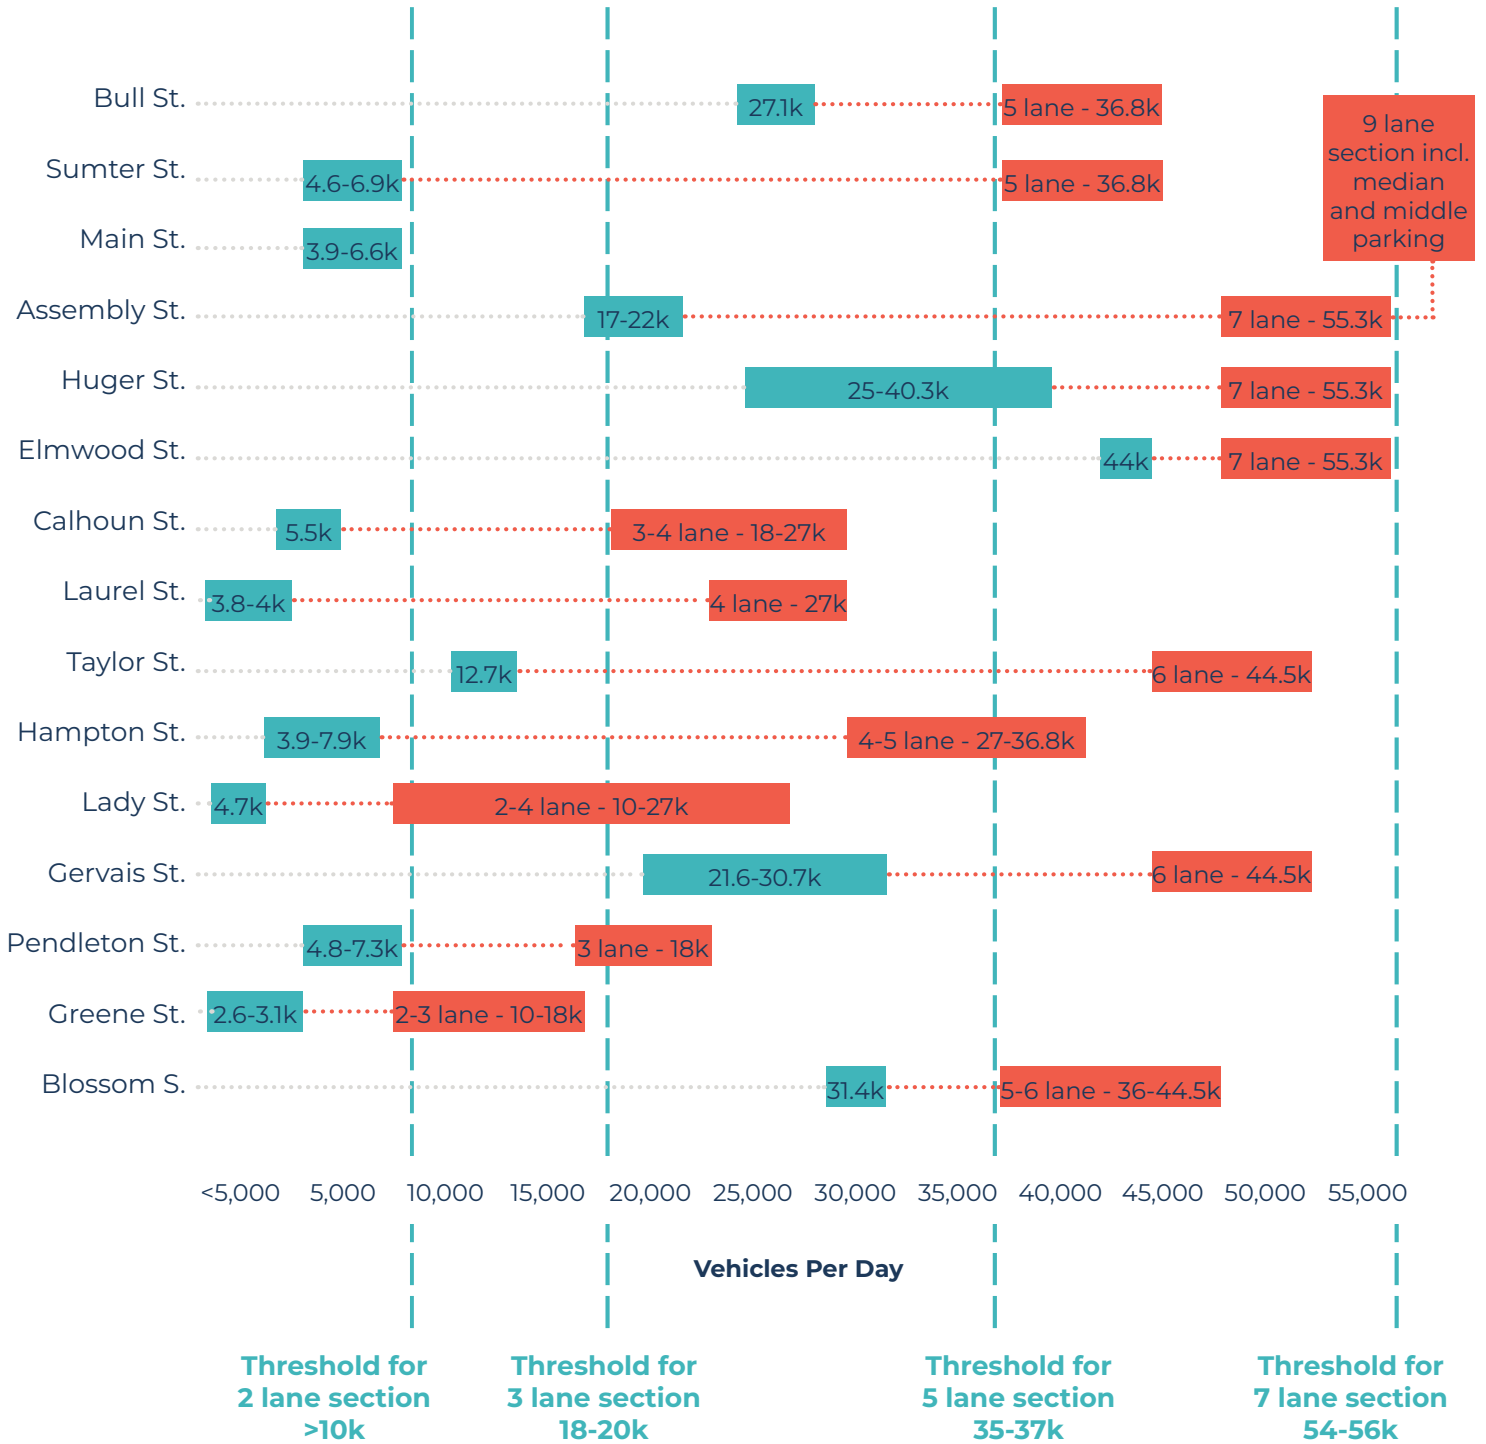 Bull St.
27.1k
5 lane - 36.8k
9 lane
section incl.
median
and middle
parking
Sumter St.
4.6-6.9k
5 lane - 36.8k
Main St.
3.9-6.6k
Assembly St.
17-22k
7 lane - 55.3k
Huger St.
25-40.3k
7 lane - 55.3k
Elmwood St.
44k
7 lane - 55.3k
Calhoun St.
5.5k
3-4 lane - 18-27k
Laurel St.
3.8-4k
4 lane - 27k
Taylor St.
12.7k
6 lane - 44.5k
Hampton St.
3.9-7.9k
4-5 lane - 27-36.8k
Lady St.
4.7k
2-4 lane - 10-27k
Gervais St.
21.6-30.7k
6 lane - 44.5k
Pendleton St.
4.8-7.3k
3 lane - 18k
Greene St.
2.6-3.1k
2-3 lane - 10-18k
Blossom S.
31.4k
5-6 lane - 36-44.5k
<5,000 5,000 10,000 15,000 20,000 25,000 30,000 35,000 40,000 45,000 50,000 55,000
Vehicles Per Day
Threshold for
2 lane section
>10k
Threshold for
3 lane section
18-20k
Threshold for
5 lane section
35-37k
Threshold for
7 lane section
54-56k